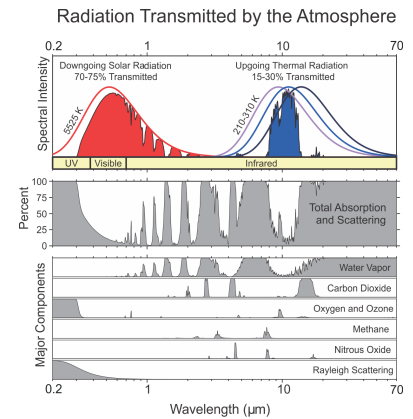 Radiation Transmitted by the Atmosphere
0.2 1 10 70
Spectral Intensity
Downgoing Solar Radiation
70-75% Transmitted
Upgoing Thermal Radiation
15-30% Transmitted
5525 K
210-310 K
UV Visible Infrared
Percent
100
75
50
25
0
Total Absorption
and Scattering
Major Components
Water Vapor
Carbon Dioxide
Oxygen and Ozone
Methane
Nitrous Oxide
Rayleigh Scattering
0.2 1 10 70
Wavelength (μm)